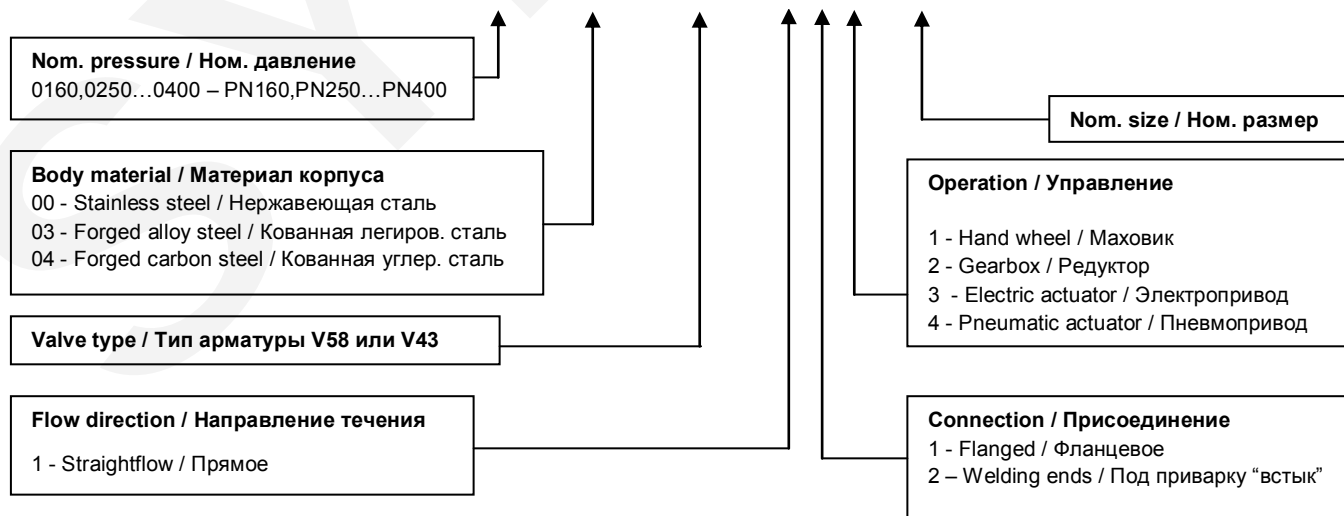 Nom. pressure / Ном. давление
0160,0250…0400 – PN160,PN250…PN400
Nom. size / Ном. размер
Body material / Материал корпуса
00 - Stainless steel / Нержавеющая сталь
03 - Forged alloy steel / Кованная легиров. сталь
04 - Forged carbon steel / Кованная углер. сталь
Operation / Управление
1 - Hand wheel / Маховик
2 - Gearbox / Редуктор
3 - Electric actuator / Электропривод
4 - Pneumatic actuator / Пневмопривод
Valve type / Тип арматуры V58 или V43
Flow direction / Направление течения
1 - Straightflow / Прямое
Connection / Присоединение
1 - Flanged / Фланцевое
2 – Welding ends / Под приварку “встык”